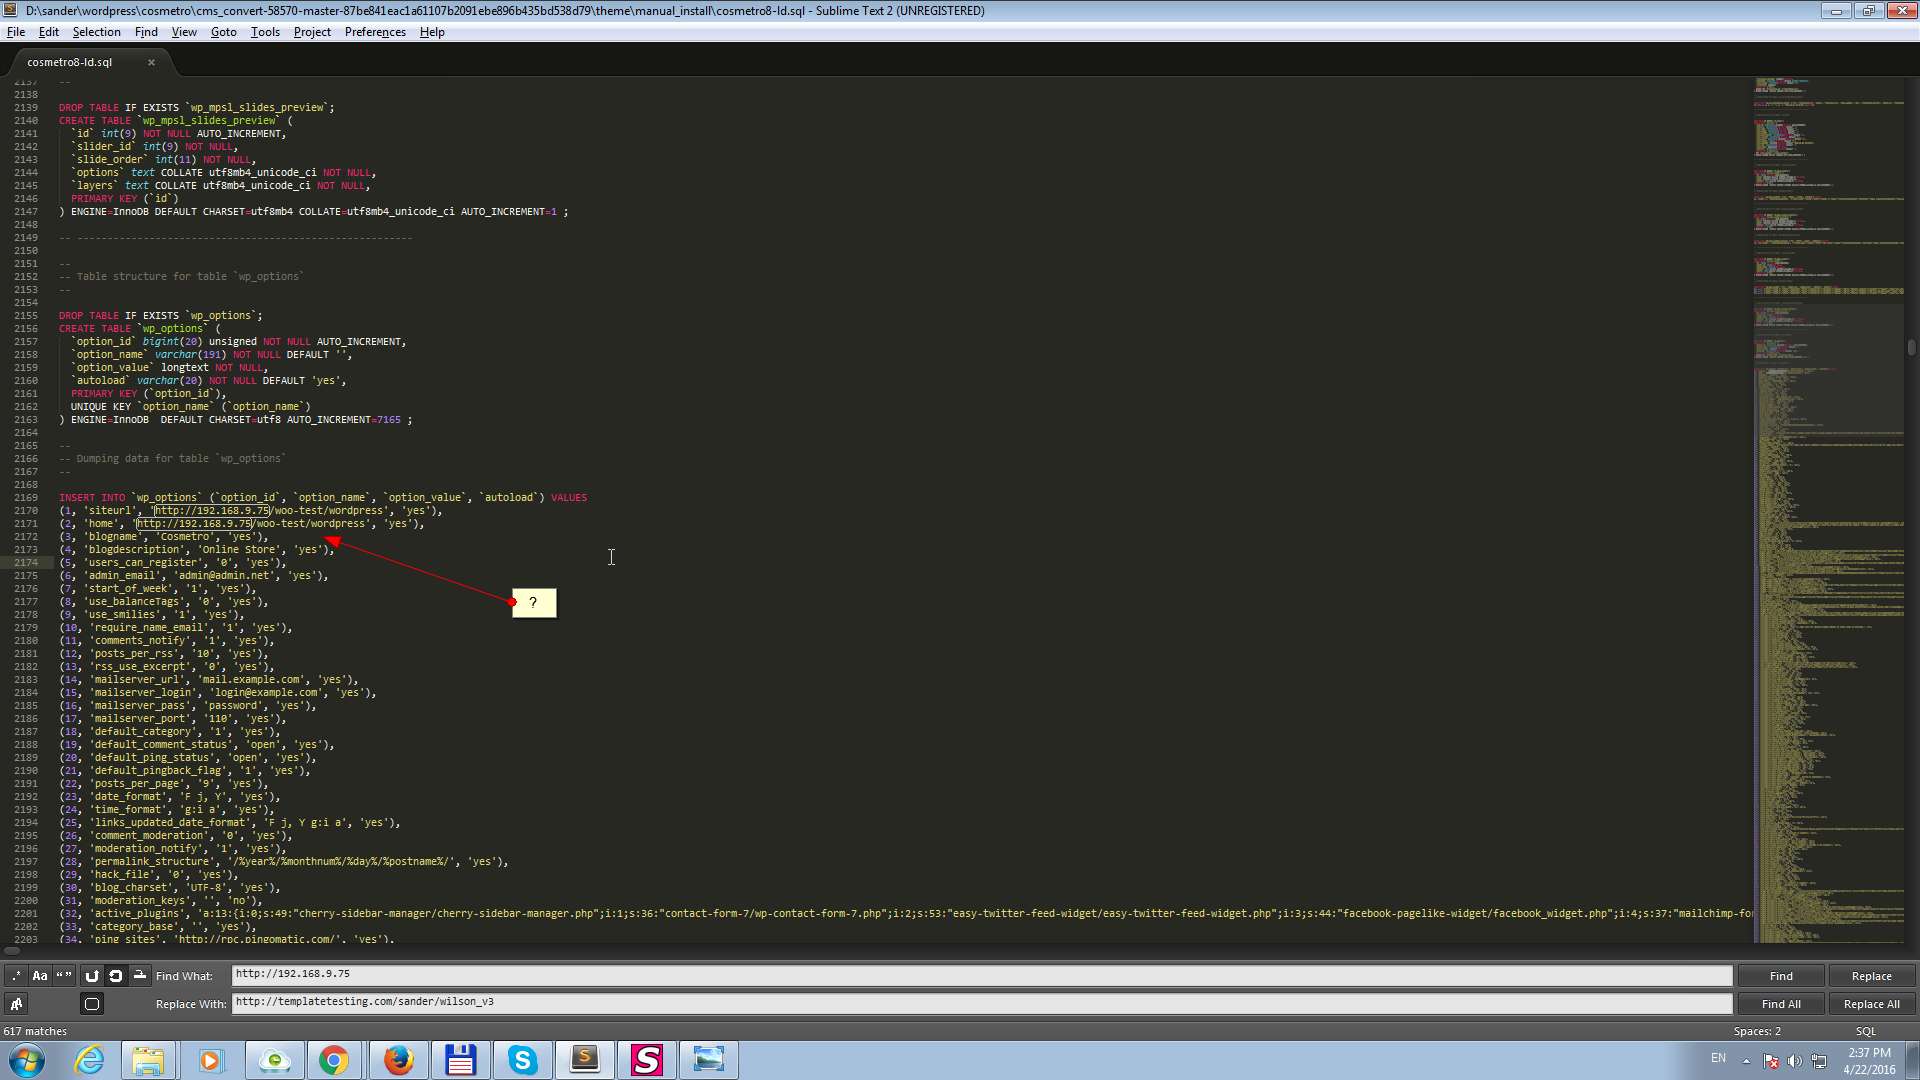 D:\sander\wordpress\cosmetro\cms_convert-58570-master-87be841eac1a61107b2091ebe896b435bd538d79\theme\manual_install\cosmetro8-ld.sql - Sublime Text 2 (UNREGISTERED)
File Edit Selection Find View Goto Tools Project Preferences Help
cosmetro8-ld.sql ×
2137 --
2138
2139 DROP TABLE IF EXISTS `wp_mpsl_slides_preview`;
2140 CREATE TABLE `wp_mpsl_slides_preview` (
2141 `id` int(9) NOT NULL AUTO_INCREMENT,
2142 `slider_id` int(9) NOT NULL,
2143 `slide_order` int(11) NOT NULL,
2144 `options` text COLLATE utf8mb4_unicode_ci NOT NULL,
2145 `layers` text COLLATE utf8mb4_unicode_ci NOT NULL,
2146 PRIMARY KEY (`id`)
2147 ) ENGINE=InnoDB DEFAULT CHARSET=utf8mb4 COLLATE=utf8mb4_unicode_ci AUTO_INCREMENT=1 ;
2148
2149 -- --------------------------------------------------------
2150
2151 --
2152 -- Table structure for table `wp_options`
2153 --
2154
2155 DROP TABLE IF EXISTS `wp_options`;
2156 CREATE TABLE `wp_options` (
2157 `option_id` bigint(20) unsigned NOT NULL AUTO_INCREMENT,
2158 `option_name` varchar(191) NOT NULL DEFAULT '',
2159 `option_value` longtext NOT NULL,
2160 `autoload` varchar(20) NOT NULL DEFAULT 'yes',
2161 PRIMARY KEY (`option_id`),
2162 UNIQUE KEY `option_name` (`option_name`)
2163 ) ENGINE=InnoDB  DEFAULT CHARSET=utf8 AUTO_INCREMENT=7165 ;
2164
2165 --
2166 -- Dumping data for table `wp_options`
2167 --
2168
2169 INSERT INTO `wp_options` (`option_id`, `option_name`, `option_value`, `autoload`) VALUES
2170 (1, 'siteurl', 'http://192.168.9.75/woo-test/wordpress', 'yes'),
2171 (2, 'home', 'http://192.168.9.75/woo-test/wordpress', 'yes'),
2172 (3, 'blogname', 'Cosmetro', 'yes'),
2173 (4, 'blogdescription', 'Online Store', 'yes'),
2174 (5, 'users_can_register', '0', 'yes'),
2175 (6, 'admin_email', 'admin@admin.net', 'yes'),
2176 (7, 'start_of_week', '1', 'yes'),
2177 (8, 'use_balanceTags', '0', 'yes'),
?
2178 (9, 'use_smilies', '1', 'yes'),
2179 (10, 'require_name_email', '1', 'yes'),
2180 (11, 'comments_notify', '1', 'yes'),
2181 (12, 'posts_per_rss', '10', 'yes'),
2182 (13, 'rss_use_excerpt', '0', 'yes'),
2183 (14, 'mailserver_url', 'mail.example.com', 'yes'),
2184 (15, 'mailserver_login', 'login@example.com', 'yes'),
2185 (16, 'mailserver_pass', 'password', 'yes'),
2186 (17, 'mailserver_port', '110', 'yes'),
2187 (18, 'default_category', '1', 'yes'),
2188 (19, 'default_comment_status', 'open', 'yes'),
2189 (20, 'default_ping_status', 'open', 'yes'),
2190 (21, 'default_pingback_flag', '1', 'yes'),
2191 (22, 'posts_per_page', '9', 'yes'),
2192 (23, 'date_format', 'F j, Y', 'yes'),
2193 (24, 'time_format', 'g:i a', 'yes'),
2194 (25, 'links_updated_date_format', 'F j, Y g:i a', 'yes'),
2195 (26, 'comment_moderation', '0', 'yes'),
2196 (27, 'moderation_notify', '1', 'yes'),
2197 (28, 'permalink_structure', '/%year%/%monthnum%/%day%/%postname%/', 'yes'),
2198 (29, 'hack_file', '0', 'yes'),
2199 (30, 'blog_charset', 'UTF-8', 'yes'),
2200 (31, 'moderation_keys', '', 'no'),
2201 (32, 'active_plugins', 'a:13:{i:0;s:49:"cherry-sidebar-manager/cherry-sidebar-manager.php";i:1;s:36:"contact-form-7/wp-contact-form-7.php";i:2;s:53:"easy-twitter-feed-widget/easy-twitter-feed-widget.php";i:3;s:44:"facebook-pagelike-widget/facebook_widget.php";i:4;s:37:"mailchimp-fo
2202 (33, 'category_base', '', 'yes'),
2203 (34, 'ping_sites', 'http://rpc.pingomatic.com/', 'yes'),
.* Aa “” Find What: http://192.168.9.75 Find Replace
Replace With: http://templatetesting.com/sander/wilson_v3 Find All Replace All
617 matches Spaces: 2 SQL
EN 2:37 PM
4/22/2016